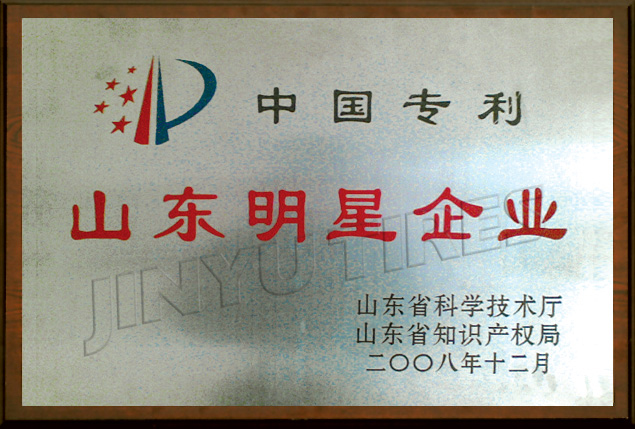 中国专利
山东明星企业
JINYU TIRES
山东省科学技术厅
山东省知识产权局
二〇〇八年十二月